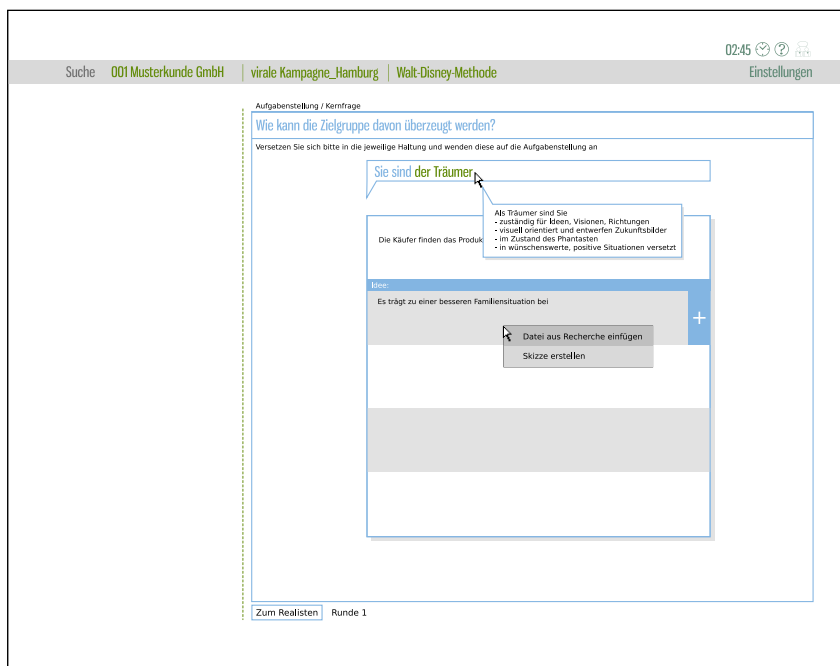 02:45
Suche 001 Musterkunde GmbH virale Kampagne_Hamburg Walt-Disney-Methode Einstellungen
Aufgabenstellung / Kernfrage
Wie kann die Zielgruppe davon überzeugt werden?
Versetzen Sie sich bitte in die jeweilige Haltung und wenden diese auf die Aufgabenstellung an
Sie sind der Träumer
Als Träumer sind Sie
- zuständig für Ideen, Visionen, Richtungen
- visuell orientiert und entwerfen Zukunftsbilder
- im Zustand des Phantasten
- in wünschenswerte, positive Situationen versetzt
Die Käufer finden das Produk
Idee:
Es trägt zu einer besseren Familiensituation bei
+
Datei aus Recherche einfügen
Skizze erstellen
Zum Realisten Runde 1